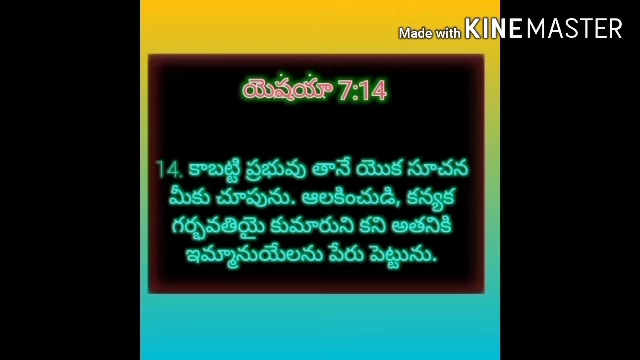 Made with KINEMASTER
యెషయా 7:14
14. కాబట్టి ప్రభువు తానే యొక సూచన
మీకు చూపును. ఆలకించుడి, కన్యక
గర్భవతియై కుమారుని కని అతనికి
ఇమ్మానుయేలను పేరు పెట్టును.